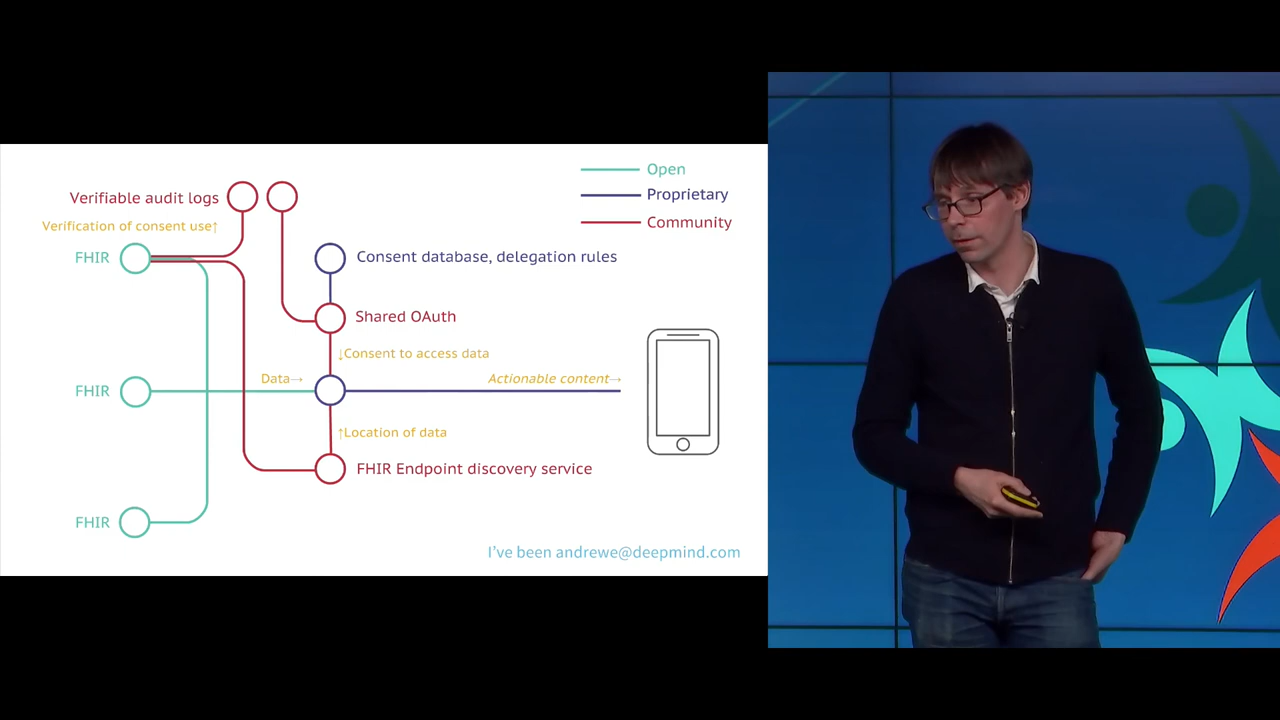 Open
Verifiable audit logs
Proprietary
Verification of consent use↑
Community
FHIR
Consent database, delegation rules
Shared OAuth
↓Consent to access data
Data→
Actionable content→
FHIR
↑Location of data
FHIR Endpoint discovery service
FHIR
I've been andrewe@deepmind.com